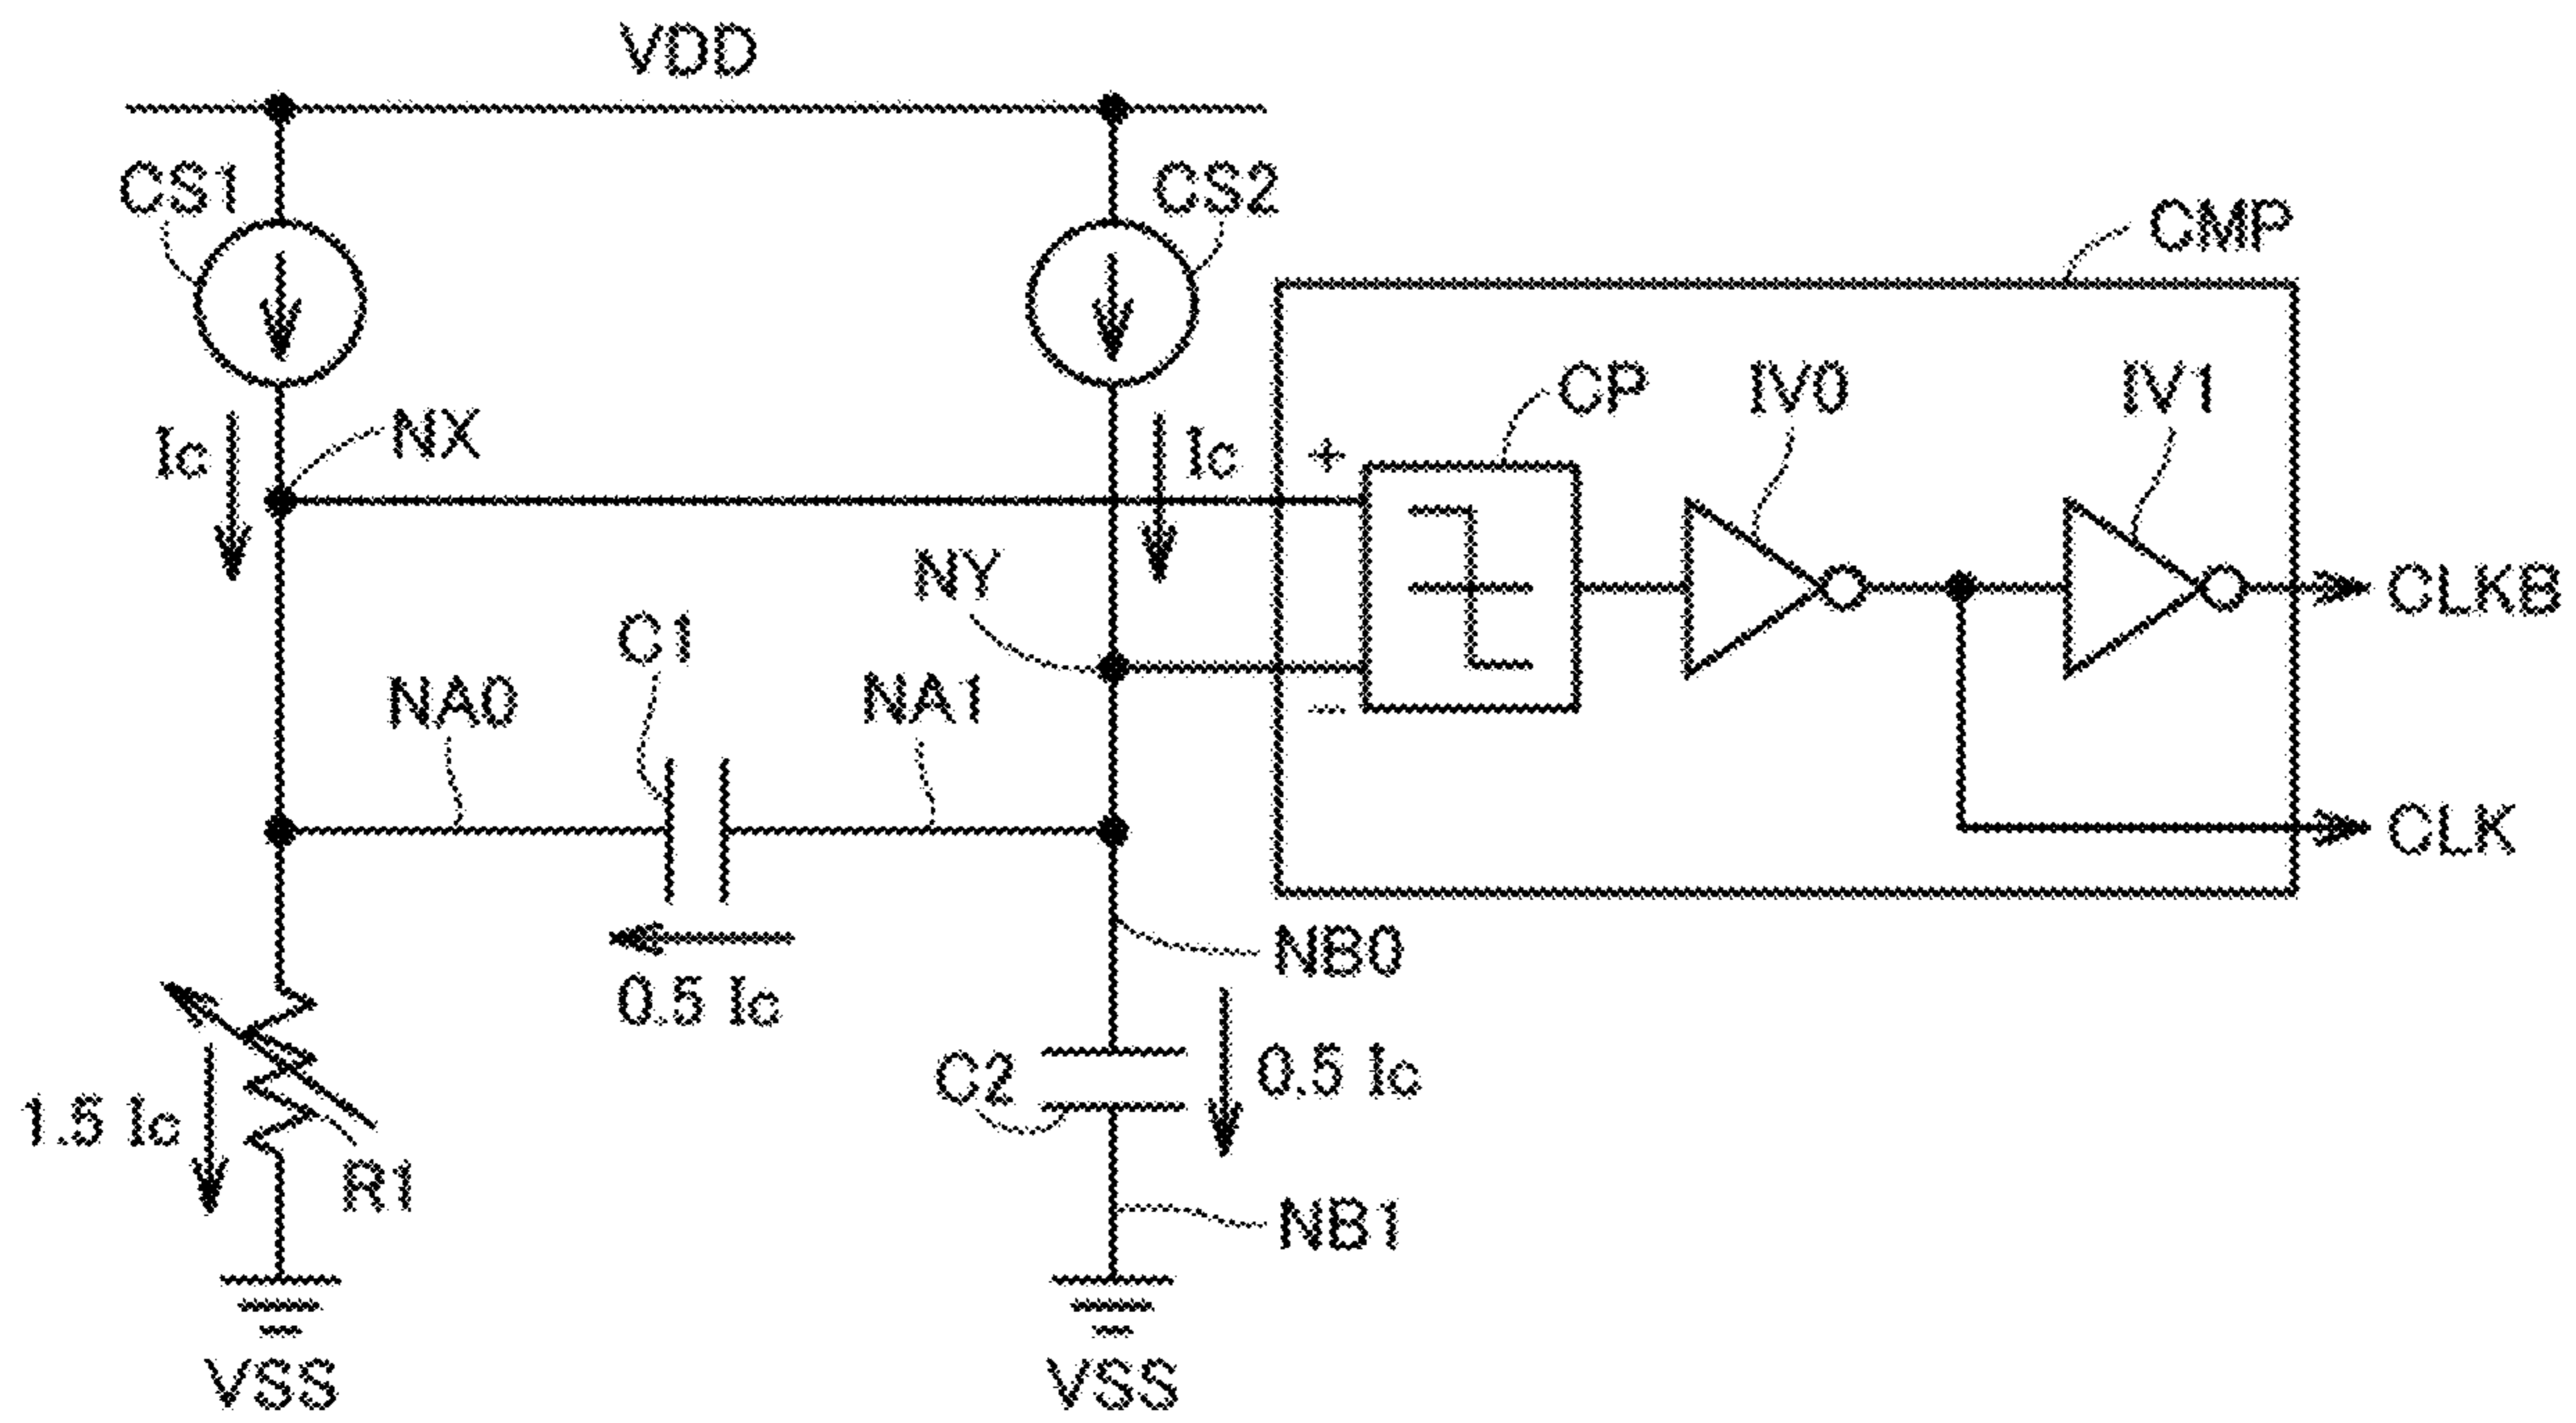 VDD
CS1
CS2
CMP
CP
IV0
IV1
Ic
NX
Ic
+
NY
C1
CLKB
NA0
NA1
−
CLK
0.5 Ic
NB0
C2
0.5 Ic
1.5 Ic
R1
NB1
VSS
VSS